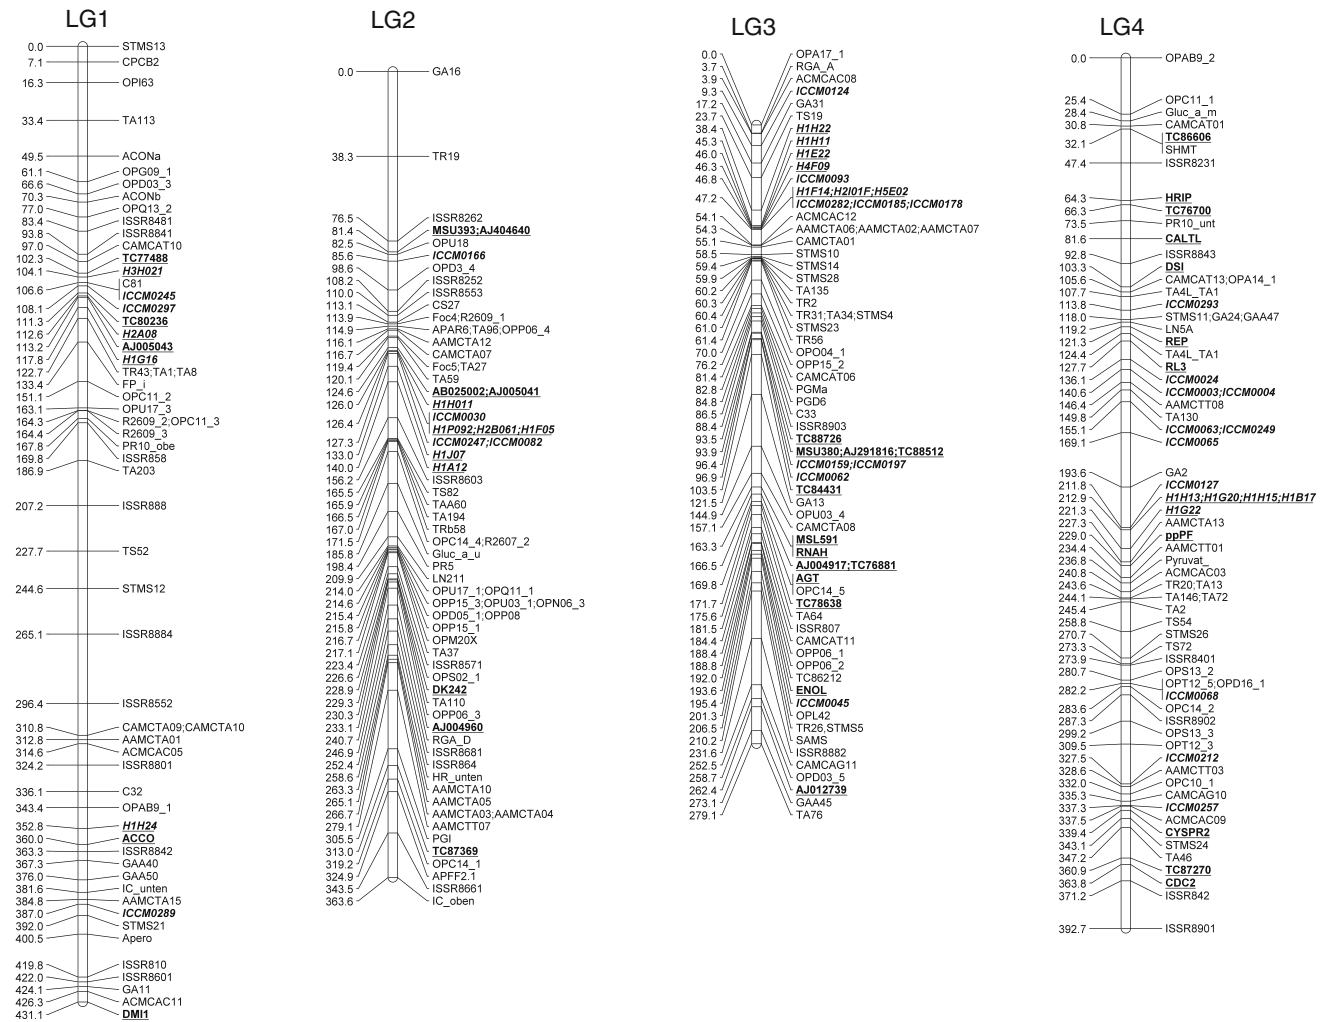 LG1
0.0 STMS13
7.1 CPCB2
16.3 OPI63
33.4 TA113
49.5 ACONa
61.1 OPG09_1
66.6 OPD03_3
70.3 ACONb
77.0 OPQ13_2
83.4 ISSR8481
93.8 ISSR8841
97.0 CAMCAT10
102.3 TC77488
104.1 H3H021
106.6 C81
ICCM0245
108.1 ICCM0297
111.3 TC80236
112.6 H2A08
113.2 AJ005043
117.8 H1G16
122.7 TR43;TA1;TA8
133.4 FP_i
151.1 OPC11_2
163.1 OPU17_3
164.3 R2609_2;OPC11_3
164.4 R2609_3
167.8 PR10_obe
169.8 ISSR858
186.9 TA203
207.2 ISSR888
227.7 TS52
244.6 STMS12
265.1 ISSR8884
296.4 ISSR8552
310.8 CAMCTA09;CAMCTA10
312.8 AAMCTA01
314.6 ACMCAC05
324.2 ISSR8801
336.1 C32
343.4 OPAB9_1
352.8 H1H24
360.0 ACCO
363.3 ISSR8842
367.3 GAA40
376.0 GAA50
381.6 IC_unten
384.8 AAMCTA15
387.0 ICCM0289
392.0 STMS21
400.5 Apero
419.8 ISSR810
422.0 ISSR8601
424.1 GA11
426.3 ACMCAC11
431.1 DMI1
LG2
0.0 GA16
38.3 TR19
76.5 ISSR8262
81.4 MSU393;AJ404640
82.5 OPU18
85.6 ICCM0166
98.6 OPD3_4
108.2 ISSR8252
110.0 ISSR8553
113.1 CS27
113.9 Foc4;R2609_1
114.9 APAR6;TA96;OPP06_4
116.1 AAMCTA12
116.7 CAMCTA07
119.4 Foc5;TA27
120.1 TA59
124.6 AB025002;AJ005041
126.0 H1H011
126.4 ICCM0030
H1P092;H2B061;H1F05
127.3 ICCM0247;ICCM0082
133.0 H1J07
140.0 H1A12
156.2 ISSR8603
165.5 TS82
165.9 TAA60
166.5 TA194
167.0 TRb58
171.5 OPC14_4;R2607_2
185.8 Gluc_a_u
198.4 PR5
209.9 LN211
214.0 OPU17_1;OPQ11_1
214.6 OPP15_3;OPU03_1;OPN06_3
215.4 OPD05_1;OPP08
215.8 OPP15_1
216.7 OPM20X
217.1 TA37
223.4 ISSR8571
226.6 OPS02_1
228.9 DK242
229.3 TA110
230.3 OPP06_3
233.1 AJ004960
240.7 RGA_D
246.9 ISSR8681
252.4 ISSR864
258.6 HR_unten
263.3 AAMCTA10
265.1 AAMCTA05
266.7 AAMCTA03;AAMCTA04
279.1 AAMCTT07
305.5 PGI
313.0 TC87369
319.2 OPC14_1
324.9 APFF2.1
343.5 ISSR8661
363.6 IC_oben
LG3
0.0 OPA17_1
3.7 RGA_A
3.9 ACMCAC08
9.3 ICCM0124
17.2 GA31
23.7 TS19
38.4 H1H22
45.3 H1H11
46.0 H1E22
46.3 H4F09
46.8 ICCM0093
47.2 H1F14;H2I01F;H5E02
ICCM0282;ICCM0185;ICCM0178
54.1 ACMCAC12
54.3 AAMCTA06;AAMCTA02;AAMCTA07
55.1 CAMCTA01
58.5 STMS10
59.4 STMS14
59.9 STMS28
60.2 TA135
60.3 TR2
60.4 TR31;TA34;STMS4
61.0 STMS23
61.4 TR56
70.0 OPO04_1
76.2 OPP15_2
81.4 CAMCAT06
82.8 PGMa
84.8 PGD6
86.5 C33
88.4 ISSR8903
93.5 TC88726
93.9 MSU380;AJ291816;TC88512
96.4 ICCM0159;ICCM0197
96.9 ICCM0062
103.5 TC84431
121.5 GA13
144.9 OPU03_4
157.1 CAMCTA08
163.3 MSL591
RNAH
166.5 AJ004917;TC76881
169.8 AGT
OPC14_5
171.7 TC78638
175.6 TA64
181.5 ISSR807
184.4 CAMCAT11
188.4 OPP06_1
188.8 OPP06_2
192.0 TC86212
193.6 ENOL
195.4 ICCM0045
201.3 OPL42
206.5 TR26;STMS5
210.2 SAMS
231.6 ISSR8882
252.5 CAMCAG11
258.7 OPD03_5
262.4 AJ012739
273.1 GAA45
279.1 TA76
LG4
0.0 OPAB9_2
25.4 OPC11_1
28.4 Gluc_a_m
30.8 CAMCAT01
32.1 TC86606
SHMT
47.4 ISSR8231
64.3 HRIP
66.3 TC76700
73.5 PR10_unt
81.6 CALTL
92.8 ISSR8843
103.3 DSI
105.6 CAMCAT13;OPA14_1
107.7 TA4L_TA1
113.8 ICCM0293
118.0 STMS11;GA24;GAA47
119.2 LN5A
121.3 REP
124.4 TA4L_TA1
127.7 RL3
136.1 ICCM0024
140.6 ICCM0003;ICCM0004
146.4 AAMCTT08
149.8 TA130
155.1 ICCM0063;ICCM0249
169.1 ICCM0065
193.6 GA2
211.8 ICCM0127
212.9 H1H13;H1G20;H1H15;H1B17
221.3 H1G22
227.3 AAMCTA13
229.0 ppPF
234.4 AAMCTT01
236.8 Pyruvat_
240.8 ACMCAC03
243.6 TR20;TA13
244.1 TA146;TA72
245.4 TA2
258.8 TS54
270.7 STMS26
273.3 TS72
273.9 ISSR8401
280.7 OPS13_2
282.2 OPT12_5;OPD16_1
ICCM0068
283.6 OPC14_2
287.3 ISSR8902
299.2 OPS13_3
309.5 OPT12_3
327.5 ICCM0212
328.6 AAMCTT03
332.0 OPC10_1
335.3 CAMCAG10
337.3 ICCM0257
337.5 ACMCAC09
339.4 CYSPR2
343.1 STMS24
347.2 TA46
360.9 TC87270
363.8 CDC2
371.2 ISSR842
392.7 ISSR8901